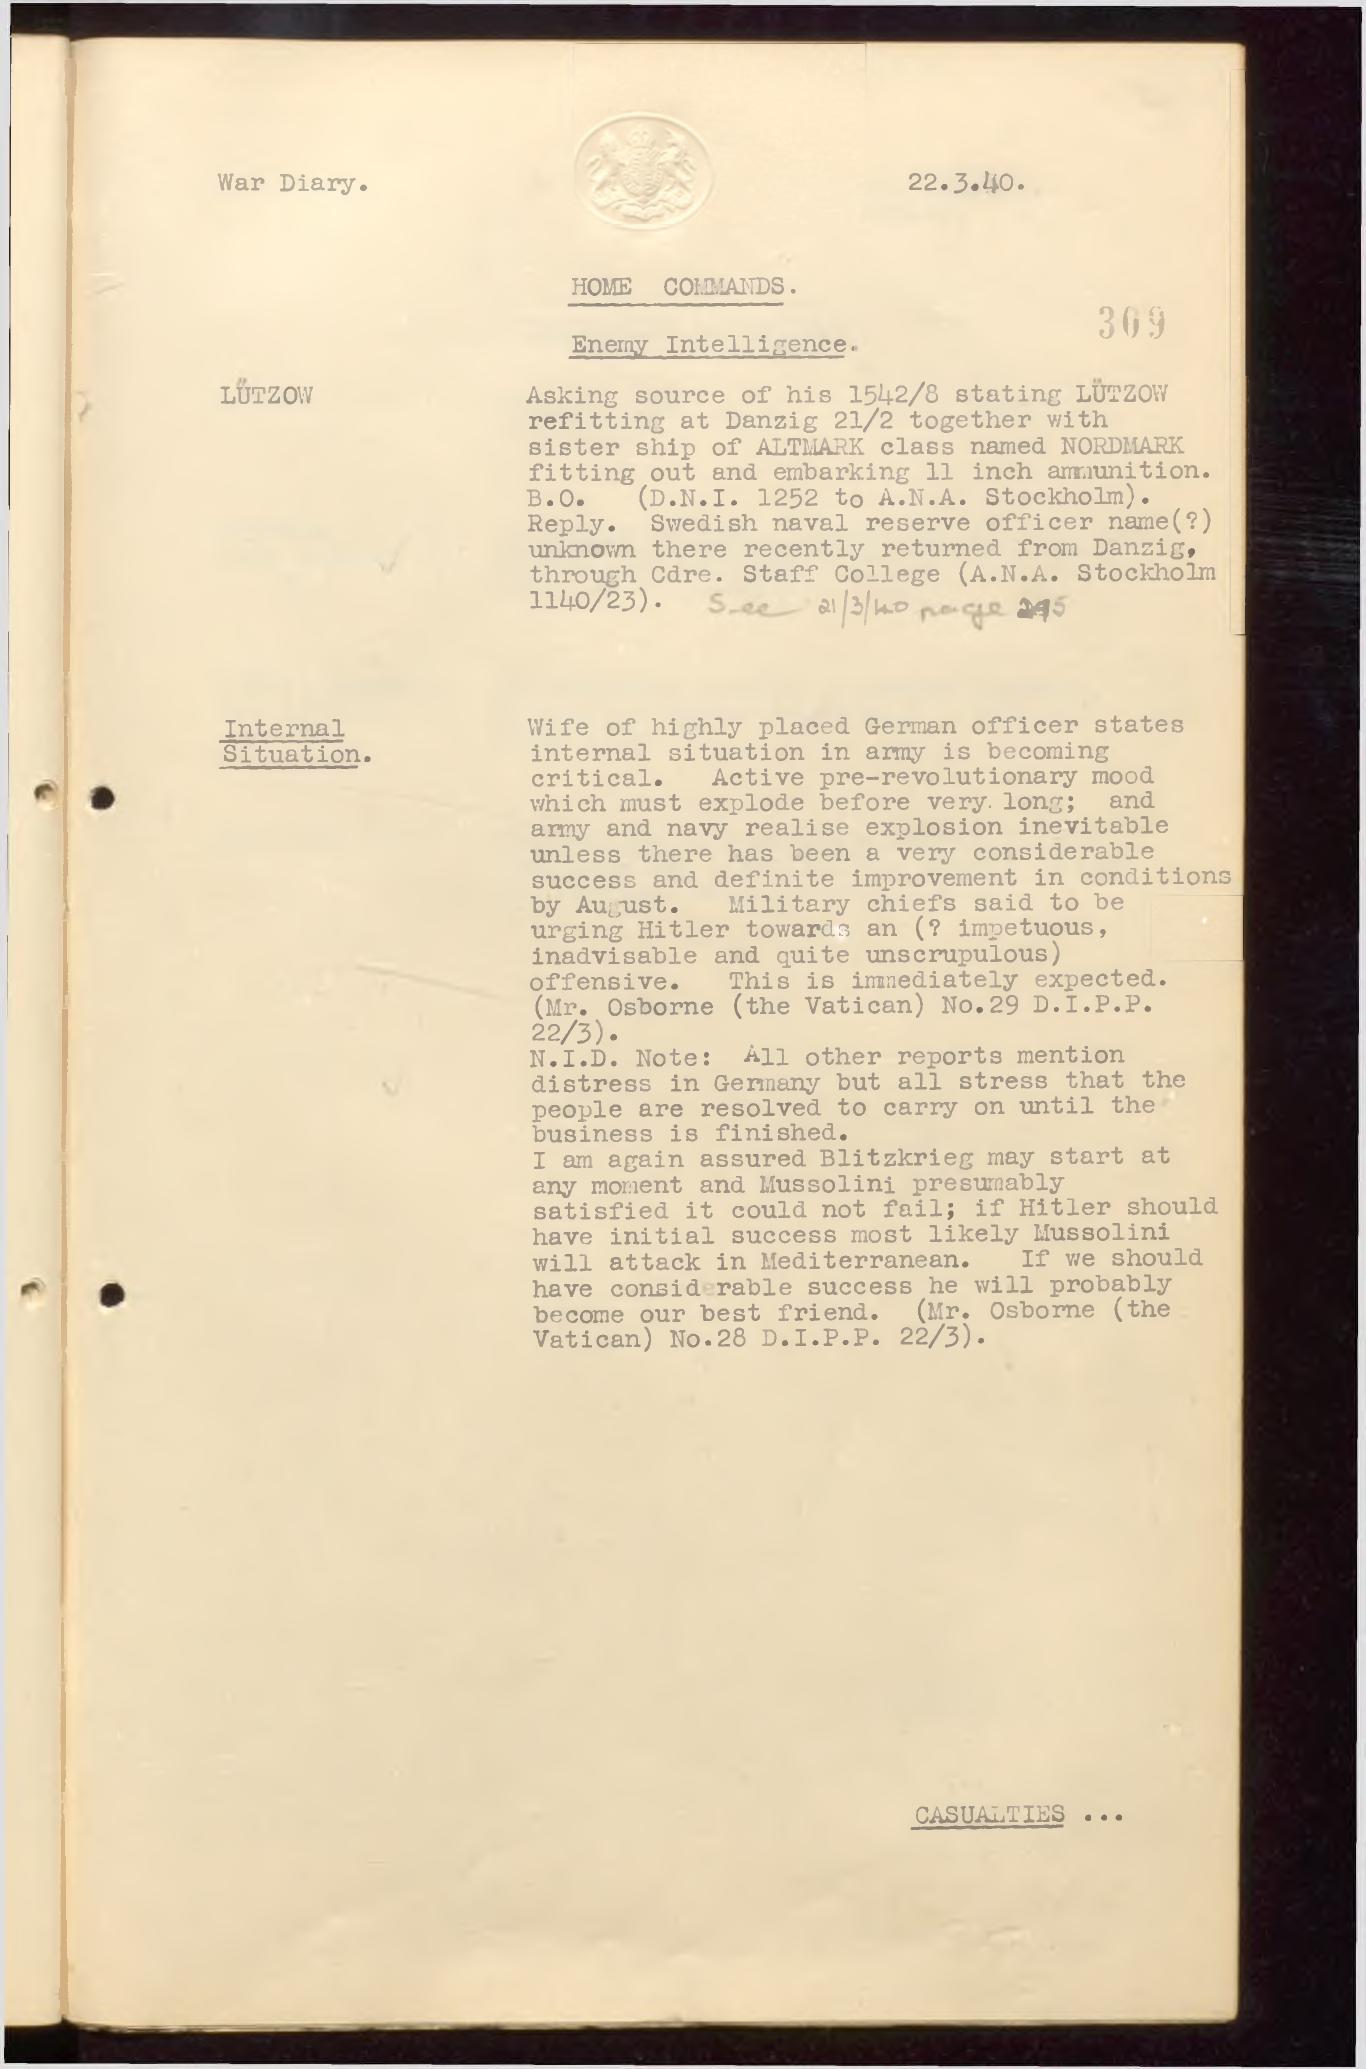 War Diary.
22.3.40.
HOME COMMANDS.
309
Enemy Intelligence.
LÜTZOW
Asking source of his 1542/8 stating LÜTZOW
refitting at Danzig 21/2 together with
sister ship of ALTMARK class named NORDMARK
fitting out and embarking 11 inch ammunition.
B.O. (D.N.I. 1252 to A.N.A. Stockholm).
Reply. Swedish naval reserve officer name(?)
unknown there recently returned from Danzig,
through Cdre. Staff College (A.N.A. Stockholm
1140/23). See 21/3/40 page
Internal
Situation.
Wife of highly placed German officer states
internal situation in army is becoming
critical. Active pre-revolutionary mood
which must explode before very. long; and
army and navy realise explosion inevitable
unless there has been a very considerable
success and definite improvement in conditions
by August. Military chiefs said to be
urging Hitler towards an (? impetuous,
inadvisable and quite unscrupulous)
offensive. This is immediately expected.
(Mr. Osborne (the Vatican) No.29 D.I.P.P.
22/3).
N.I.D. Note: All other reports mention
distress in Germany but all stress that the
people are resolved to carry on until the
business is finished.
I am again assured Blitzkrieg may start at
any moment and Mussolini presumably
satisfied it could not fail; if Hitler should
have initial success most likely Mussolini
will attack in Mediterranean. If we should
have considerable success he will probably
become our best friend. (Mr. Osborne (the
Vatican) No.28 D.I.P.P. 22/3).
CASUALTIES ...